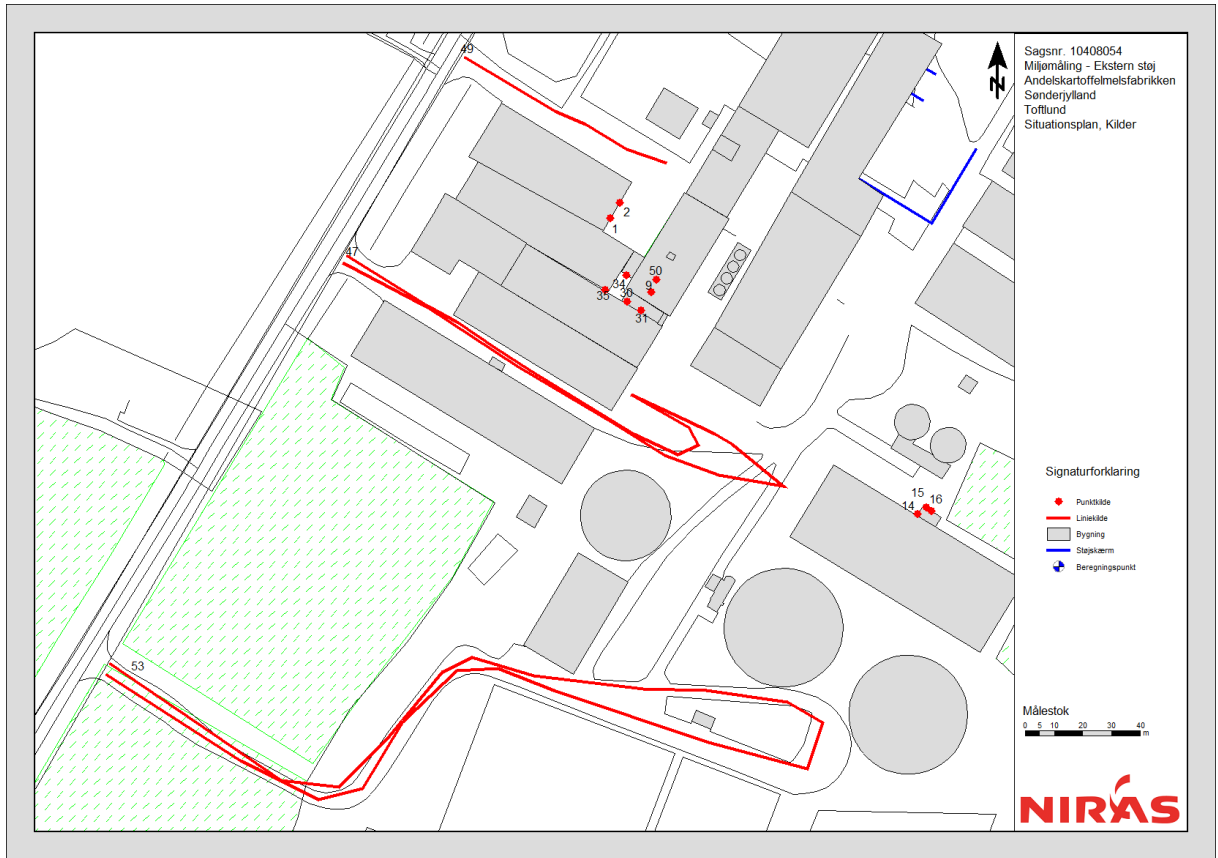 49
47
2
1
34
35
30
50
9
31
15
16
14
53
N
Sagsnr. 10408054
Miljømåling - Ekstern støj
Andelskartoffelmelsfabrikken
Sønderjylland
Toftlund
Situationsplan, Kilder
Signaturforklaring
Punktkilde
Liniekilde
Bygning
Støjskærm
Beregningspunkt
Målestok
0 5 10 20 30 40
m
NIRAS